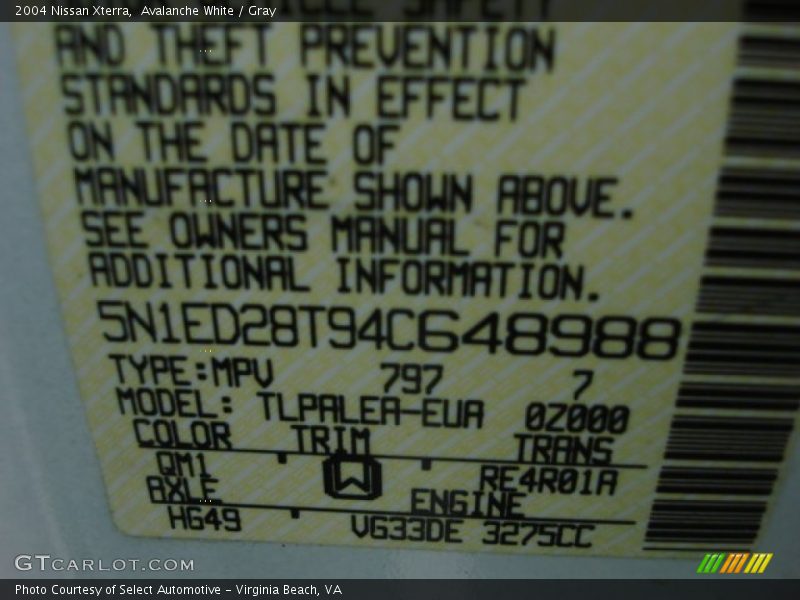 2004 Nissan Xterra,  Avalanche White / Gray
SAFETY
AND THEFT PREVENTION
STANDARDS IN EFFECT
ON THE DATE OF
MANUFACTURE SHOWN ABOVE.
SEE OWNERS MANUAL FOR
ADDITIONAL INFORMATION.
5N1ED28T94C648988
TYPE:MPV 797 7
MODEL: TLPALEA-EUA 0Z000
COLOR TRIM TRANS
QM1 W RE4R01A
AXLE ENGINE
HG49 VG33DE 3275CC
GTCARLOT.COM
Photo Courtesy of Select Automotive – Virginia Beach, VA